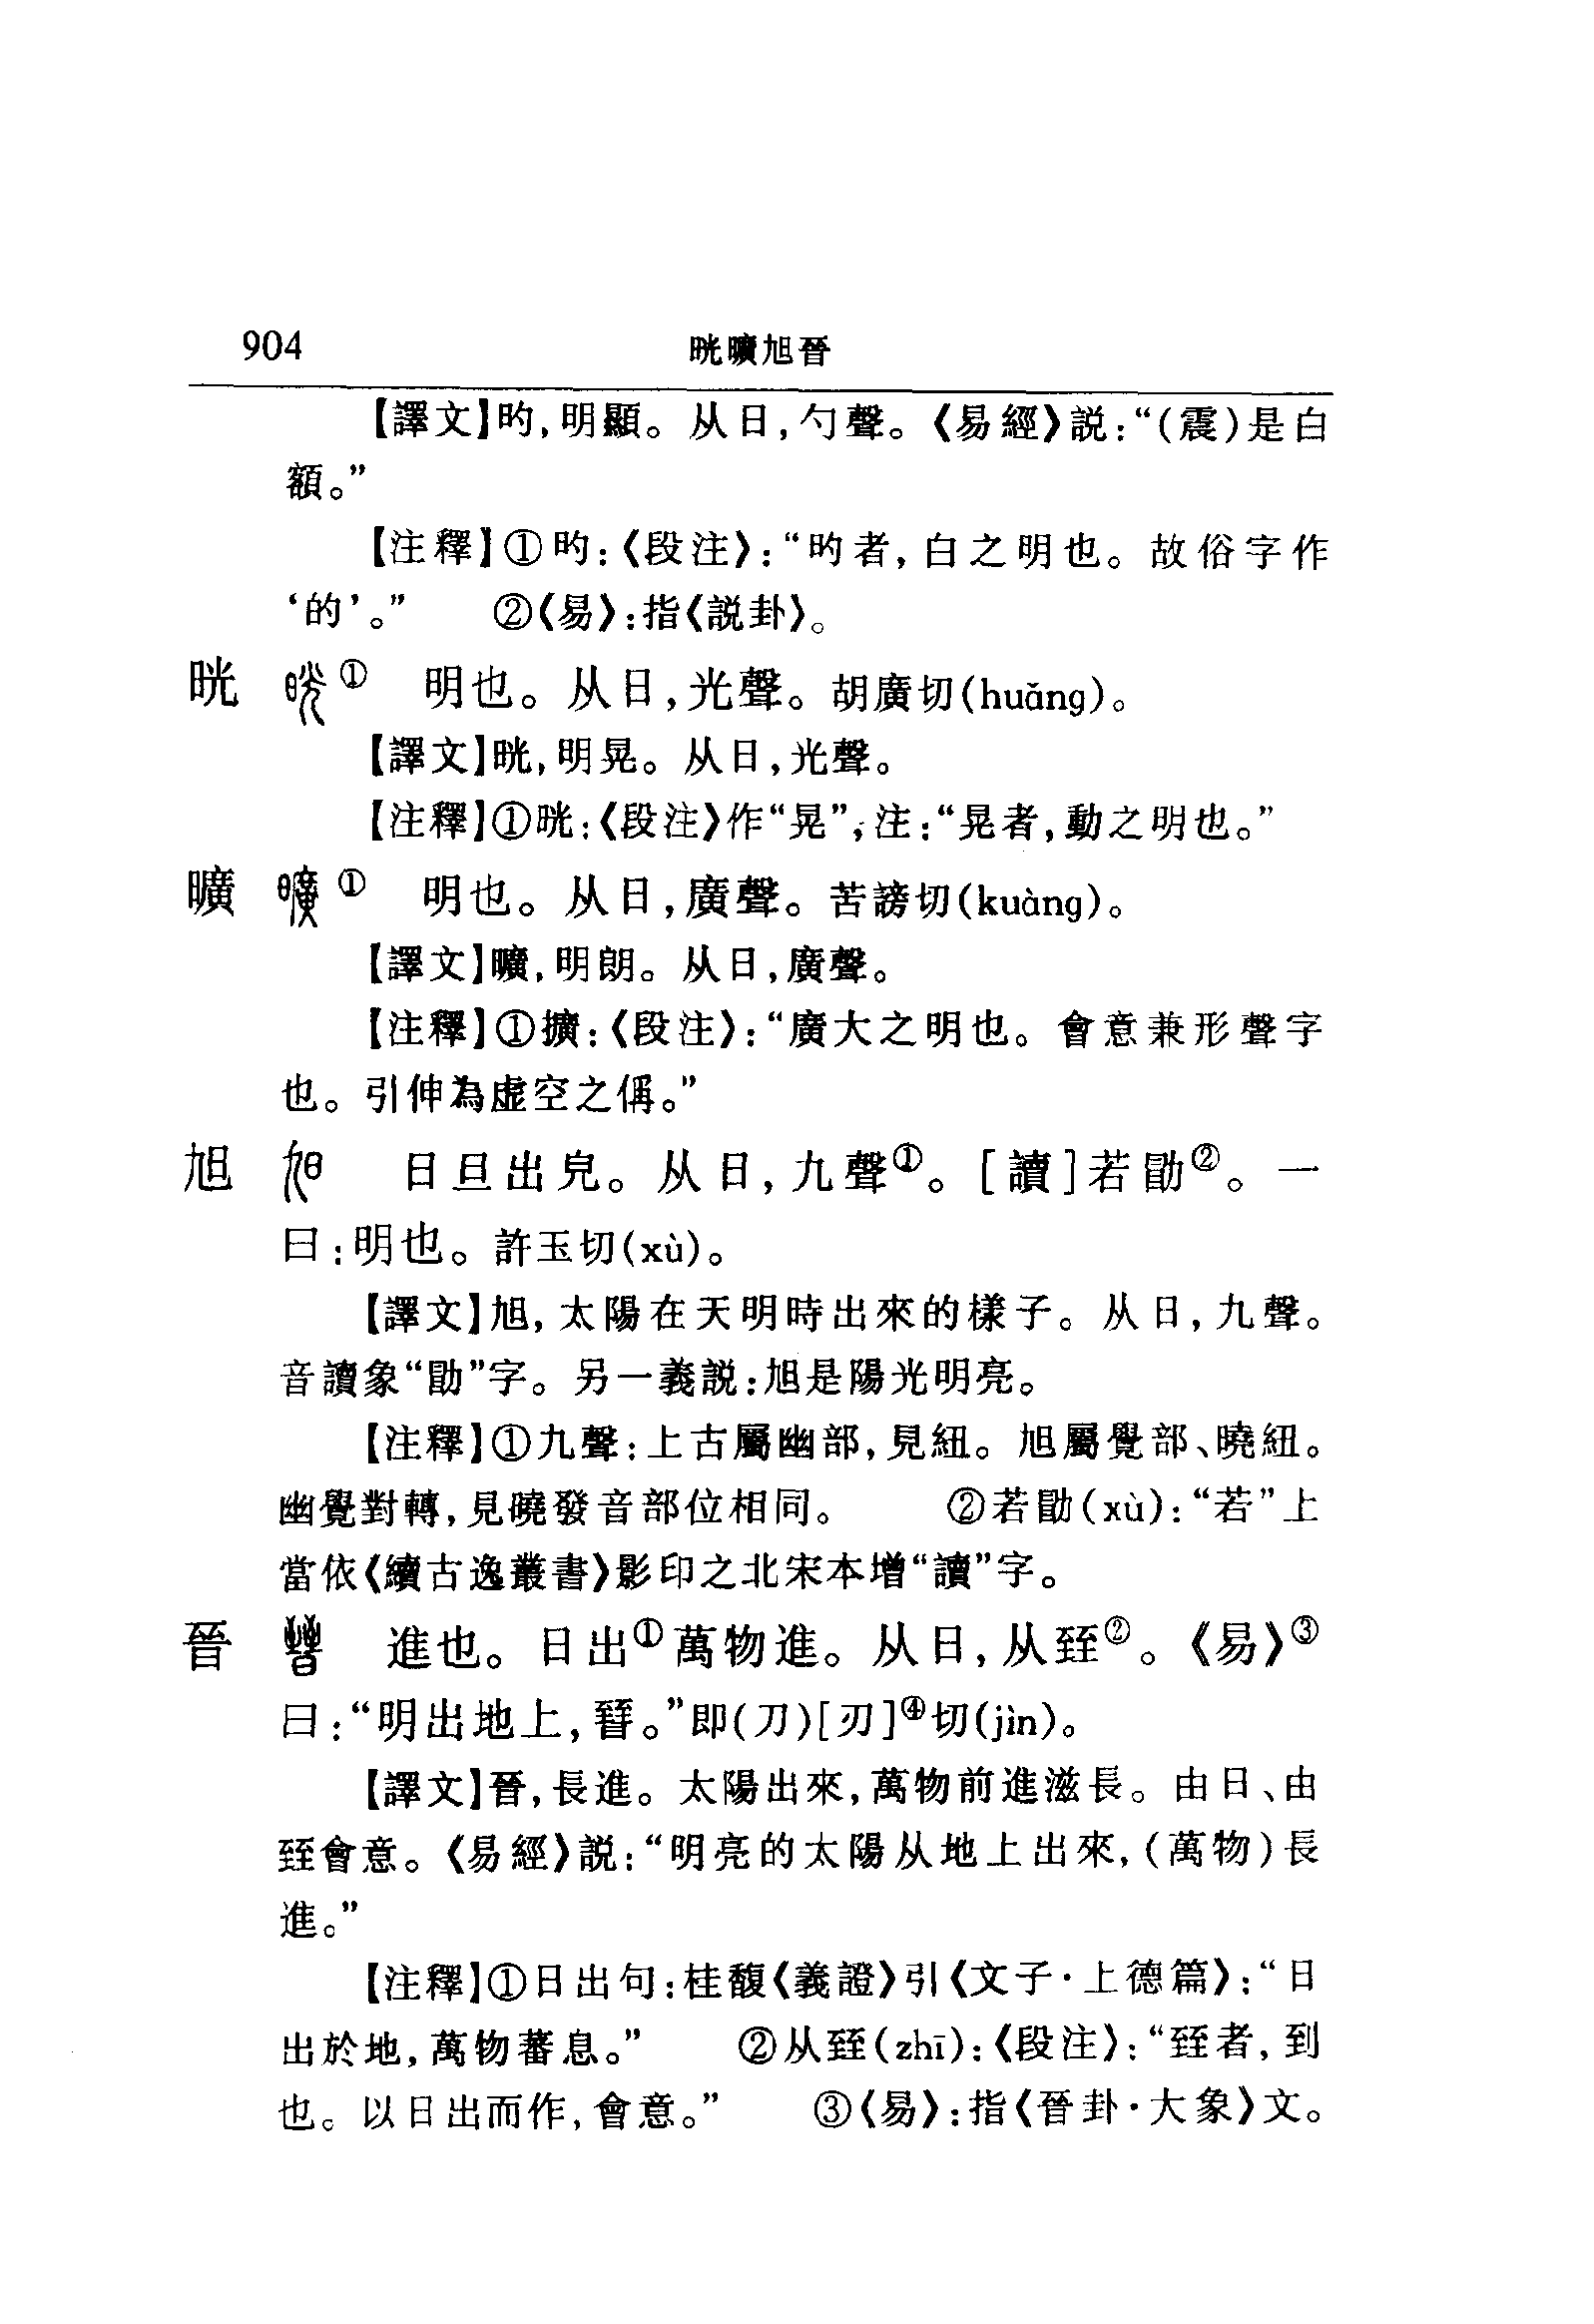 904
晄曠旭晉
【譯文】旳，明顯。从日，勺聲。《易經》説：“（震）是白
額。”
【注釋】①旳：《段注》：“旳者，白之明也。故俗字作
‘的’。” ②《易》：指《説卦》。
晄 ① 明也。从日，光聲。胡廣切（huǎng）。
【譯文】晄，明晃。从日，光聲。
【注釋】①晄：《段注》作“晃”，注：“晃者，動之明也。”
曠 ① 明也。从日，廣聲。苦謗切（kuàng）。
【譯文】曠，明朗。从日，廣聲。
【注釋】①擴：《段注》：“廣大之明也。會意兼形聲字
也。引伸為虛空之偁。”
旭 日旦出皃。从日，九聲①。［讀］若勖②。一
曰：明也。許玉切（xù）。
【譯文】旭，太陽在天明時出來的樣子。从日，九聲。
音讀象“勖”字。另一義説：旭是陽光明亮。
【注釋】①九聲：上古屬幽部，見紐。旭屬覺部、曉紐。
幽覺對轉，見曉發音部位相同。 ②若勖（xù）：“若”上
當依《續古逸叢書》影印之北宋本增“讀”字。
晉 進也。日出①萬物進。从日，从臸②。《易》③
曰：“明出地上，㬜。”即（刀）［刃］④切（jìn）。
【譯文】晉，長進。太陽出來，萬物前進滋長。由日、由
臸會意。《易經》説：“明亮的太陽从地上出來，（萬物）長
進。”
【注釋】①日出句：桂馥《義證》引《文子·上德篇》：“日
出於地，萬物蕃息。” ②从臸（zhī）：《段注》：“臸者，到
也。以日出而作，會意。” ③《易》：指《晉卦·大象》文。